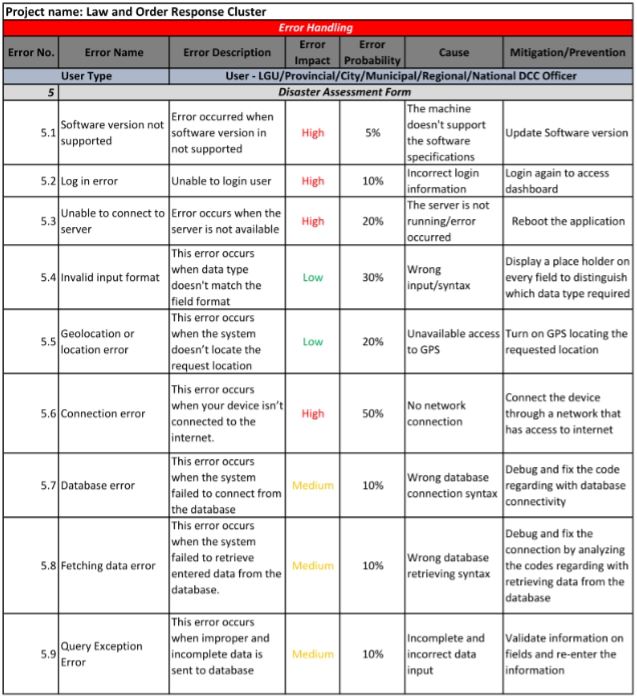 Project name: Law and Order Response Cluster
Error Handling
Error No.
Error Name
Error Description
Error
Impact
Error
Probability
Cause
Mitigation/Prevention
User Type
User - LGU/Provincial/City/Municipal/Regional/National DCC Officer
5
Disaster Assessment Form
5.1
Software version not
supported
Error occurred when
software version in
not supported
High
5%
The machine
doesn't support
the software
specifications
Update Software version
5.2
Log in error
Unable to login user
High
10%
Incorrect login
information
Login again to access
dashboard
5.3
Unable to connect to
server
Error occurs when the
server is not available
High
20%
The server is not
running/error
occurred
Reboot the application
5.4
Invalid input format
This error occurs
when data type
doesn't match the
field format
Low
30%
Wrong
input/syntax
Display a place holder on
every field to distinguish
which data type required
5.5
Geolocation or
location error
This error occurs
when the system
doesn't locate the
request location
Low
20%
Unavailable access
to GPS
Turn on GPS locating the
requested location
5.6
Connection error
This error occurs
when your device isn't
connected to the
internet.
High
50%
No network
connection
Connect the device
through a network that
has access to internet
5.7
Database error
This error occurs
when the system
failed to connect from
the database
Medium
10%
Wrong database
connection syntax
Debug and fix the code
regarding with database
connectivity
5.8
Fetching data error
This error occurs
when the system
failed to retrieve
entered data from the
database.
Medium
10%
Wrong database
retrieving syntax
Debug and fix the
connection by analyzing
the codes regarding with
retrieving data from the
database
5.9
Query Exception
Error
This error occurs
when improper and
incomplete data is
sent to database
Medium
10%
Incomplete and
incorrect data
input
Validate information on
fields and re-enter the
information